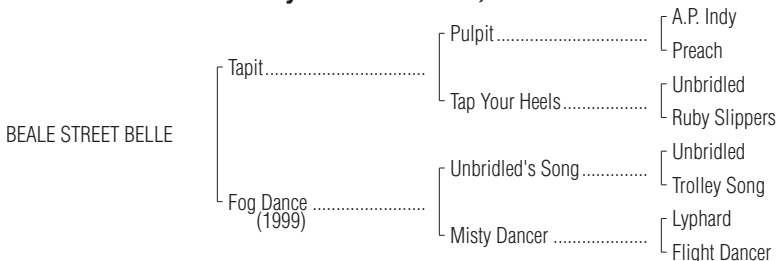 A.P. Indy
Pulpit
Preach
Tapit
Unbridled
Tap Your Heels
Ruby Slippers
BEALE STREET BELLE
Unbridled
Unbridled's Song
Trolley Song
Fog Dance
(1999)
Lyphard
Misty Dancer
Flight Dancer